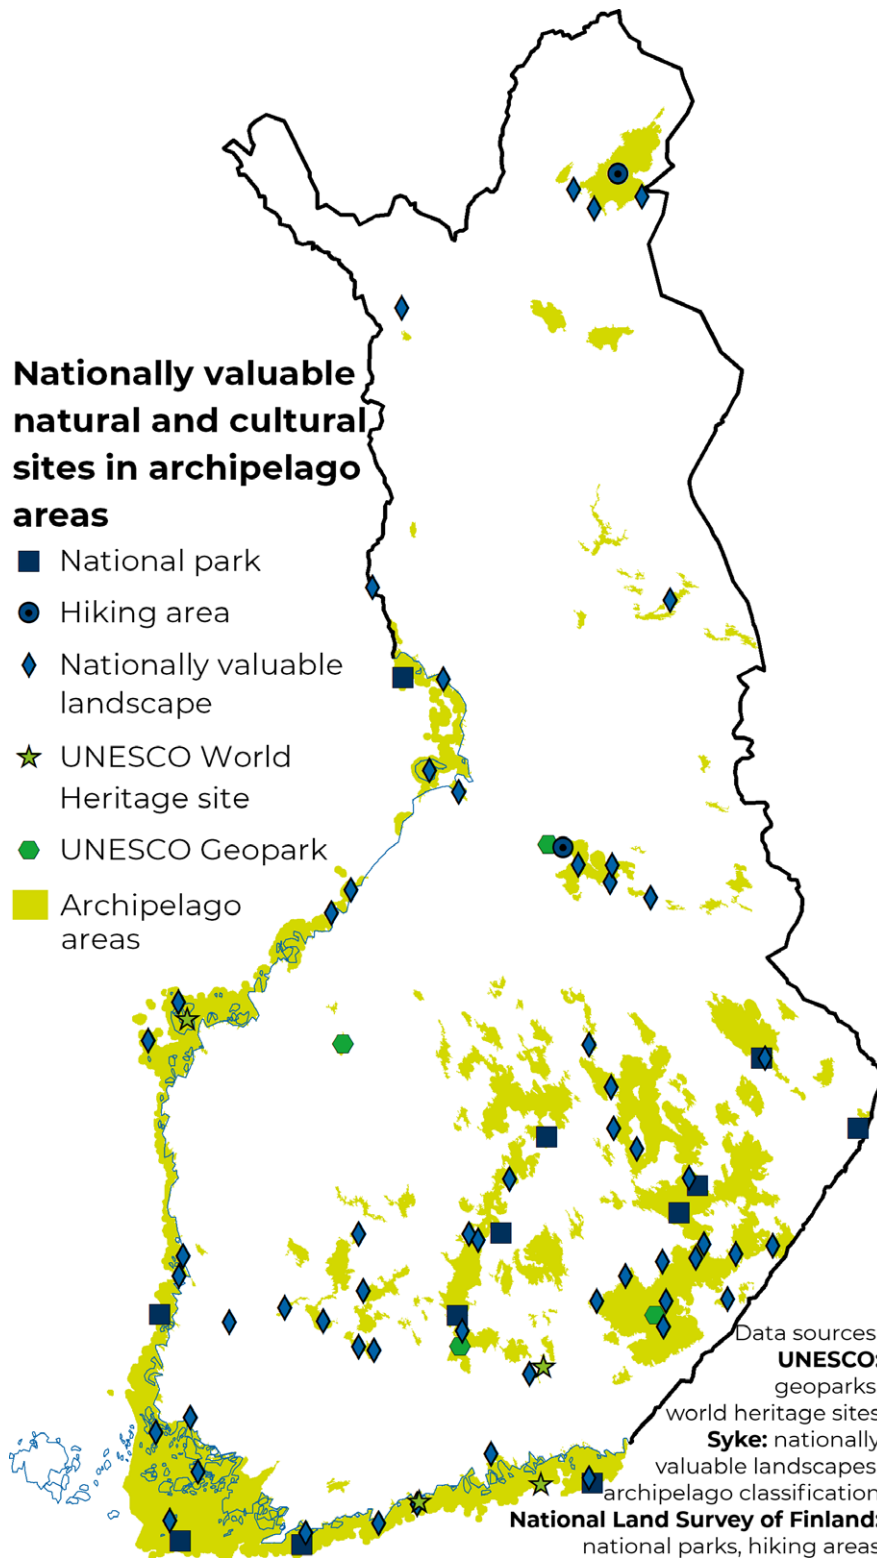 Nationally valuable
natural and cultural
sites in archipelago
areas
National park
Hiking area
Nationally valuable
landscape
UNESCO World
Heritage site
UNESCO Geopark
Archipelago
areas
Data sources
UNESCO:
geoparks
world heritage sites
Syke: nationally
valuable landscapes
archipelago classification
National Land Survey of Finland:
national parks, hiking areas